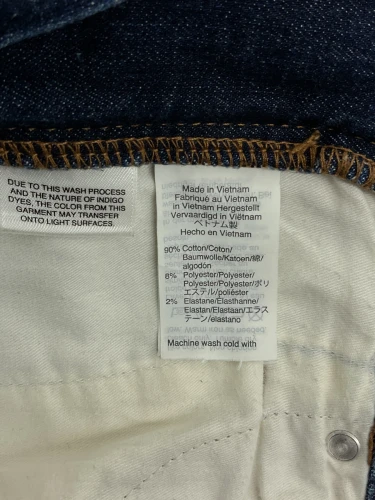 DUE TO THIS WASH PROCESS
AND THE NATURE OF INDIGO
DYES, THE COLOR FROM THIS
GARMENT MAY TRANSFER
ONTO LIGHT SURFACES.
Made in Vietnam
Fabriqué au Vietnam
in Vietnam Hergestellt
Vervaardigd in Viëtnam
ベトナム製
Hecho en Vietnam
90% Cotton/Coton/
Baumwolle/Katoen/綿/
algodón
8% Polyester/Polyester/
Polyester/Polyester/ポリ
エステル/poliéster
2% Elastane/Élasthanne/
Elastan/Elastaan/エラス
テーン/elastano
Machine wash cold with